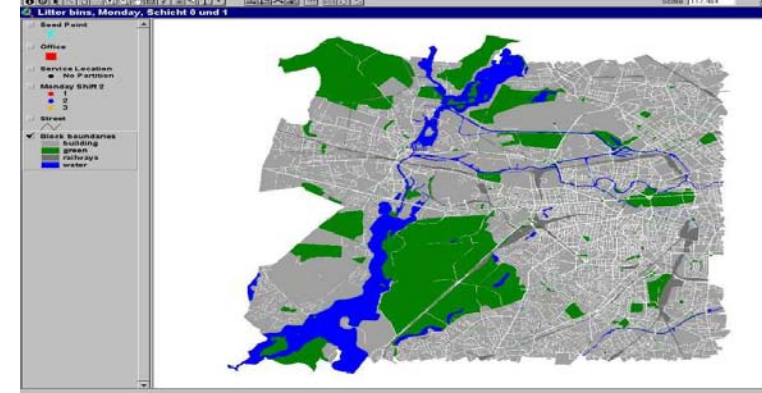 Scale
Litter bins, Monday, Schicht 0 und 1
Seed Point
Office
Service Location
No Partition
Monday Shift 2
1
2
3
Street
Block boundaries
building
green
railways
water